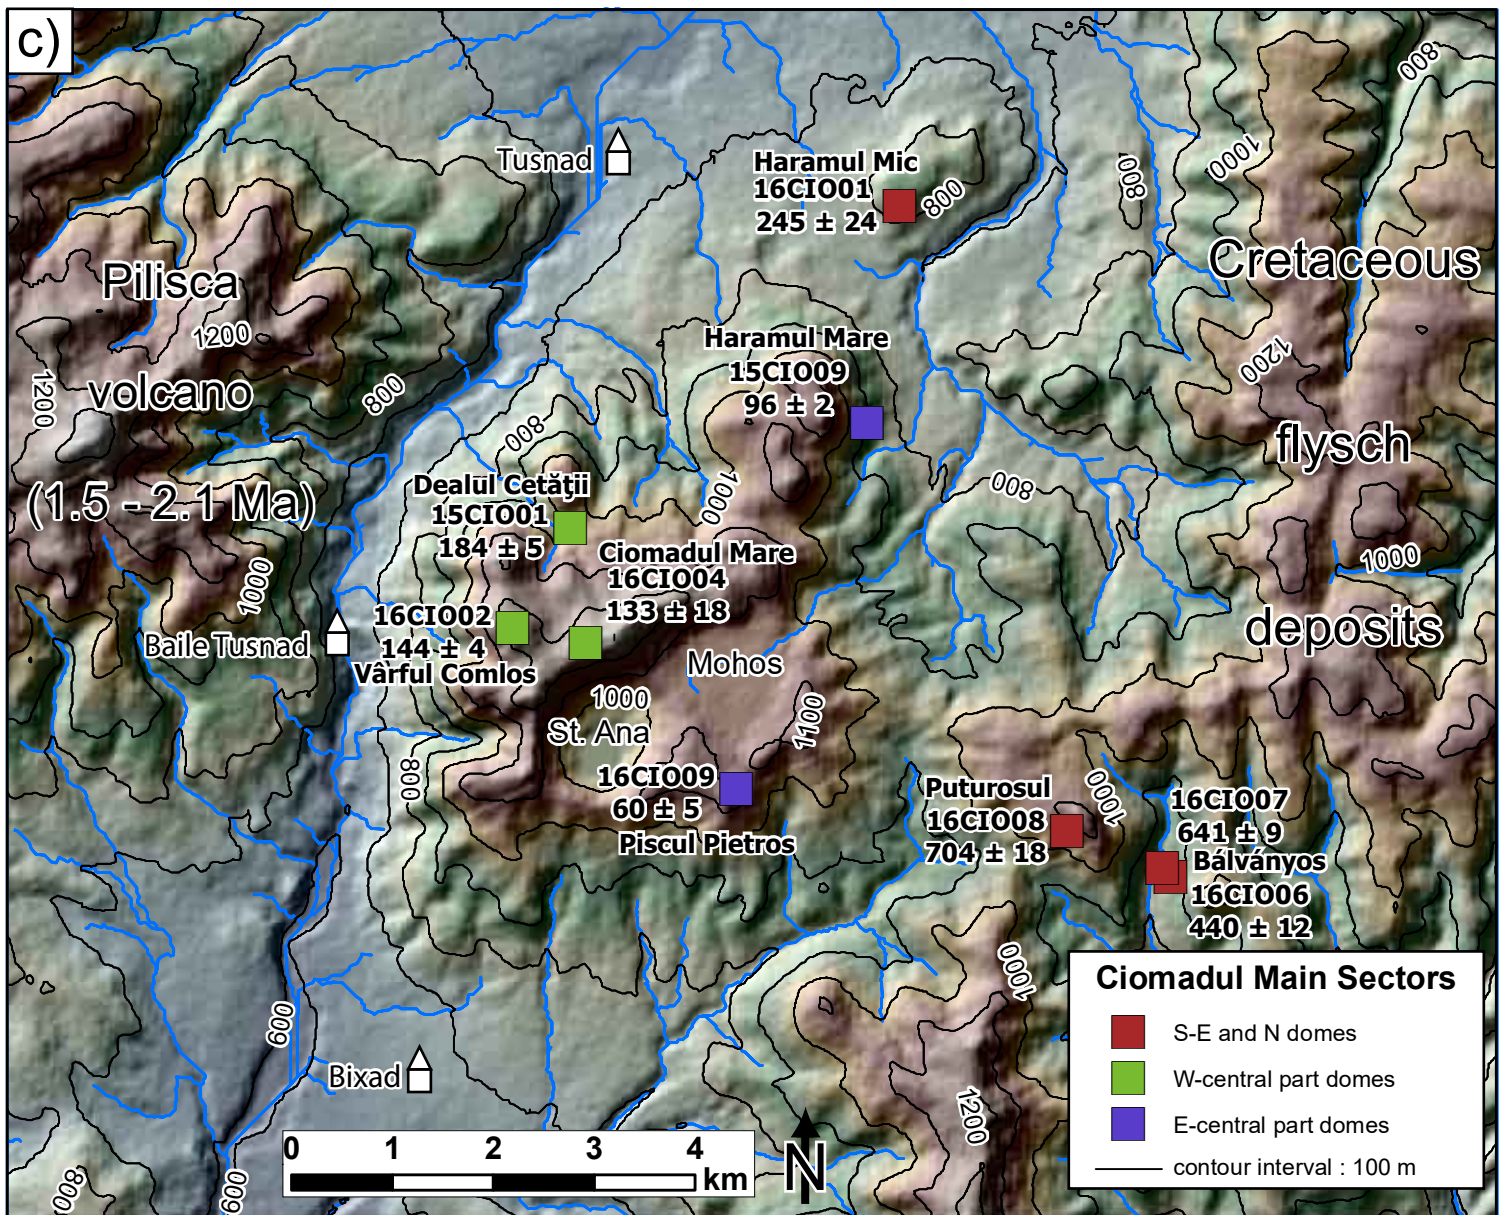 c)
800
Tusnad
Haramul Mic
16CIO01
245 ± 24
800
800
1000
Cretaceous
Pilisca
1200
volcano
1200
800
(1.5 - 2.1 Ma)
Haramul Mare
15CIO09
96 ± 2
1200
flysch
800
1000
800
Dealul Cetăţii
15CIO01
184 ± 5
Ciomadul Mare
16CIO04
133 ± 18
1000
1000
deposits
16CIO02
144 ± 4
Vârful Comlos
Baile Tusnad
Mohos
1000
St. Ana
1100
800
16CIO09
60 ± 5
Piscul Pietros
Puturosul
16CIO08
704 ± 18
1000
16CIO07
641 ± 9
Bálványos
16CIO06
440 ± 12
1000
600
Bixad
1200
800
600
0 1 2 3 4
km
N
Ciomadul Main Sectors
S-E and N domes
W-central part domes
E-central part domes
contour interval : 100 m